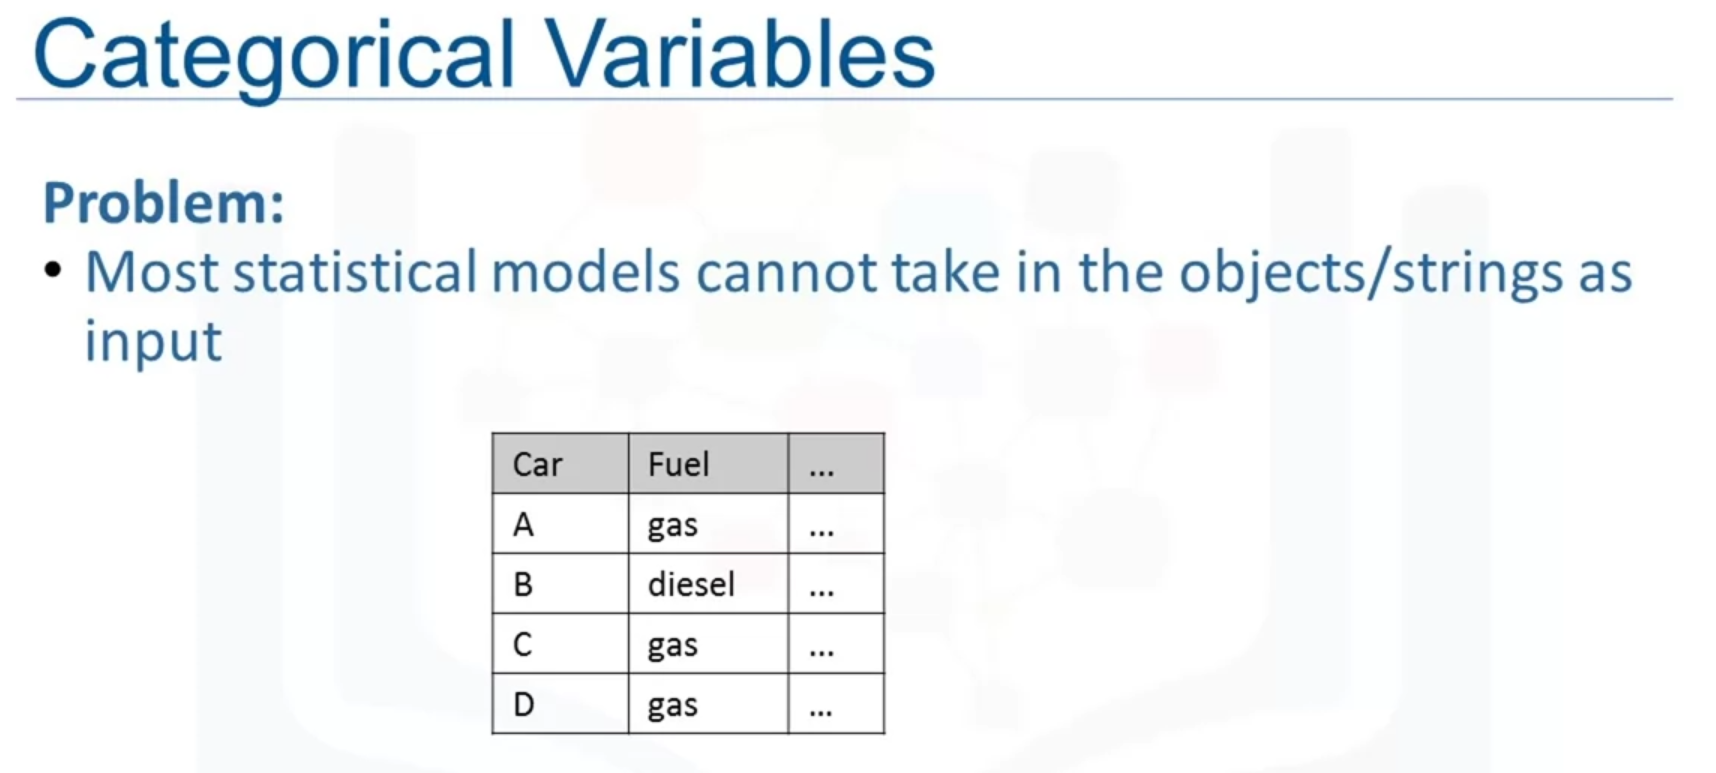 Categorical Variables
Problem:
• Most statistical models cannot take in the objects/strings as
input
Car Fuel ...
A gas ...
B diesel ...
C gas ...
D gas ...